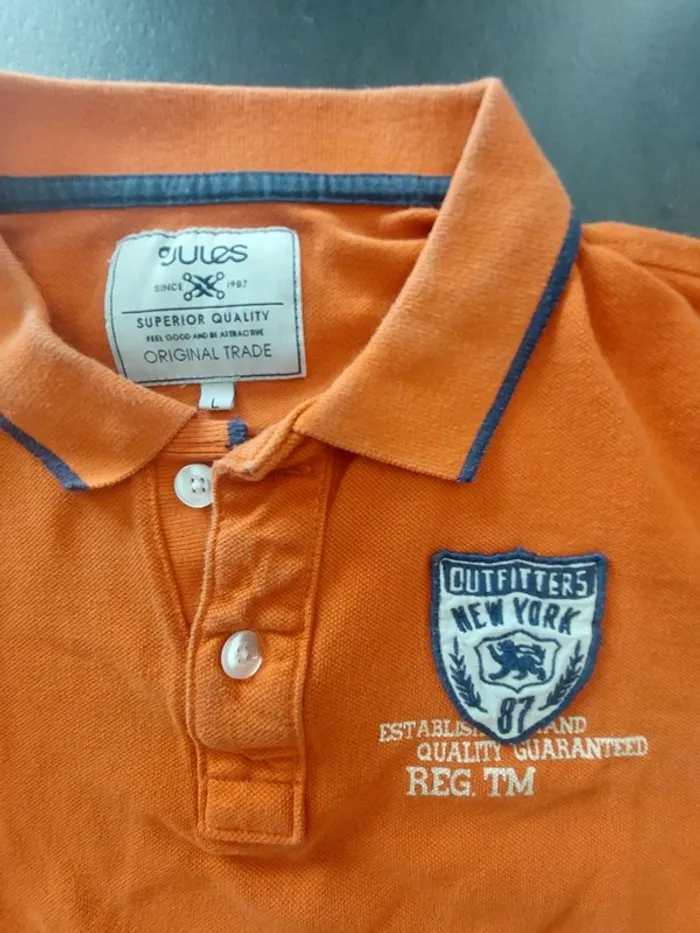 JULES
SINCE 1987
SUPERIOR QUALITY
FEEL GOOD AND BE ATTRACTIVE
ORIGINAL TRADE
L
OUTFITTERS
NEW YORK
87
QUALITY GUARANTEED
REG. TM